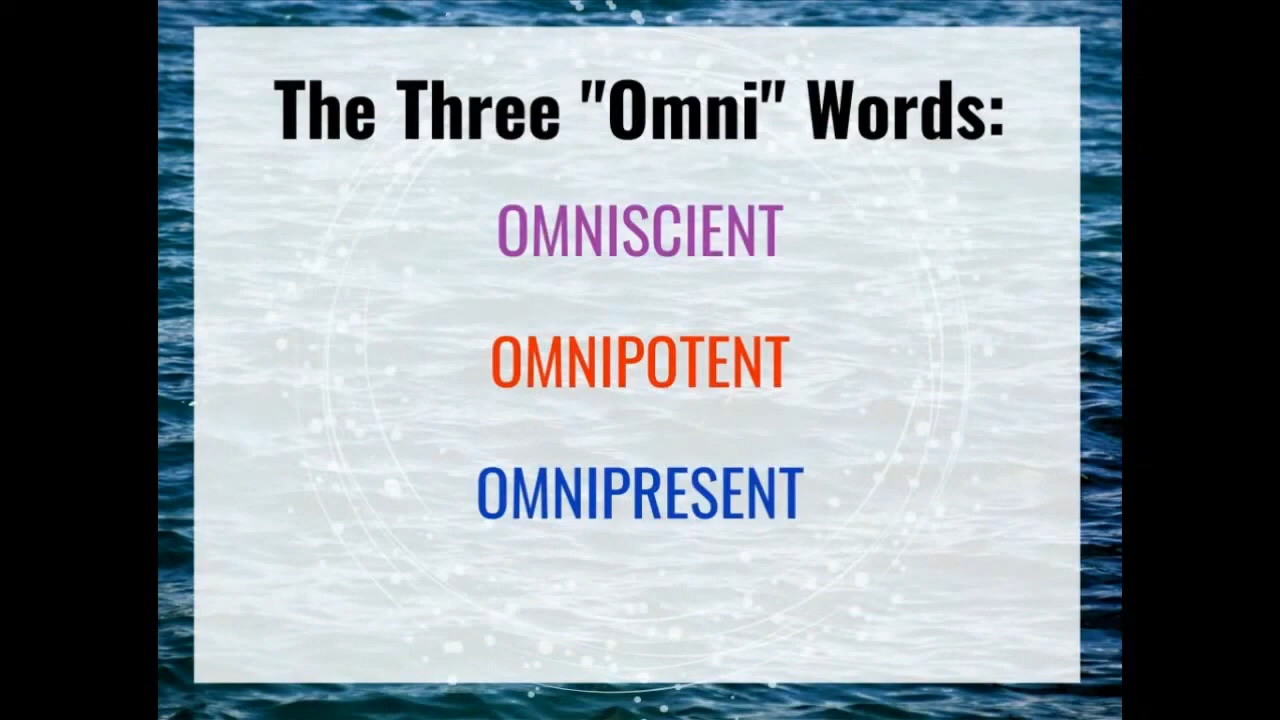 The Three "Omni" Words:
OMNISCIENT
OMNIPOTENT
OMNIPRESENT